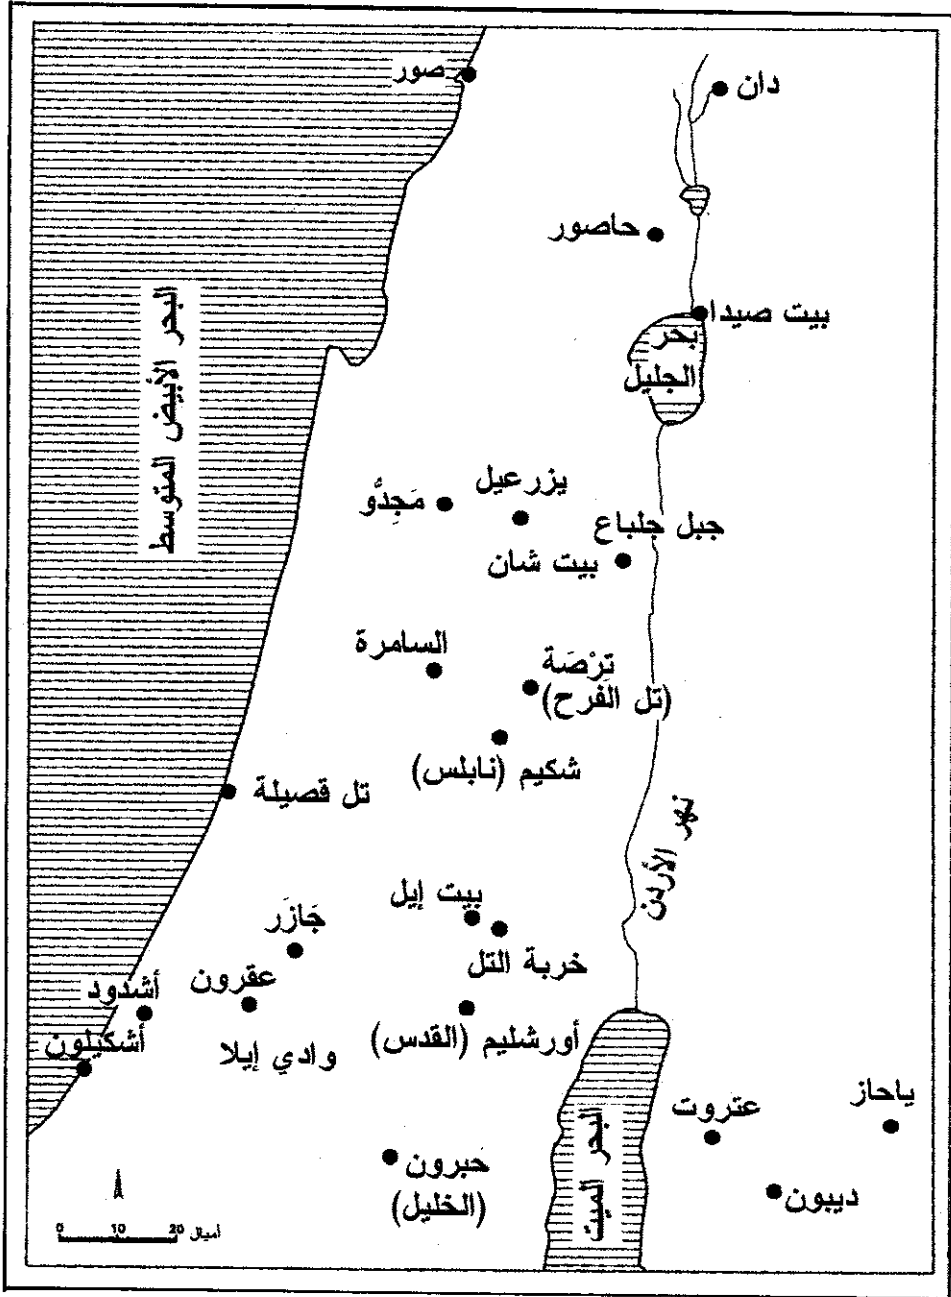 صور
دان
حاصور
بيت صيدا
بحر
الجليل
البحر الأبيض المتوسط
يزرعيل
مَجِدُّو
جبل جلباع
بيت شان
السامرة
تِرْصَة
(تل الفرح)
شكيم (نابلس)
تل قصيلة
نهر الأردن
بيت إيل
جَازَر
خربة التل
عقرون
أشدود
أورشليم (القدس)
وادي إيلا
أشكيلون
ياحاز
عتروت
البحر الميت
حبرون
(الخليل)
ديبون
0 10 20 أميال